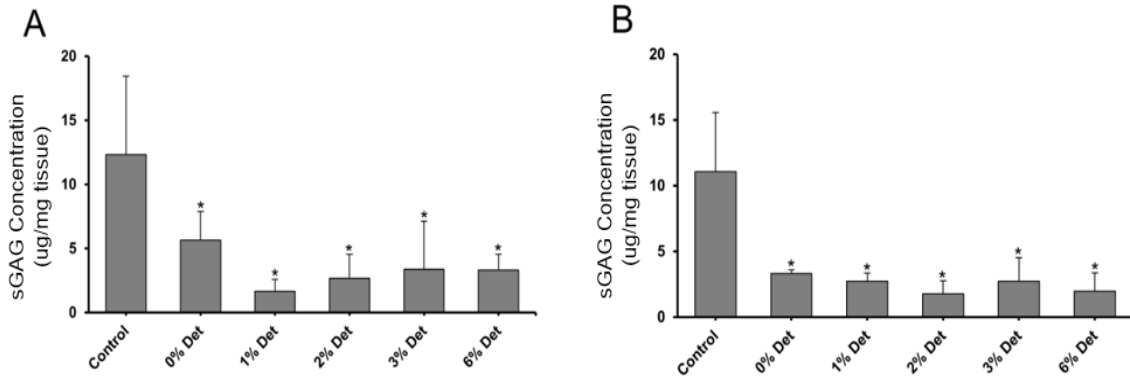 A
20
15
10
5
0
sGAG Concentration
(ug/mg tissue)
*
*
*
*
*
Control
0% Det
1% Det
2% Det
3% Det
6% Det
B
20
15
10
5
0
sGAG Concentration
(ug/mg tissue)
*
*
*
*
*
Control
0% Det
1% Det
2% Det
3% Det
6% Det